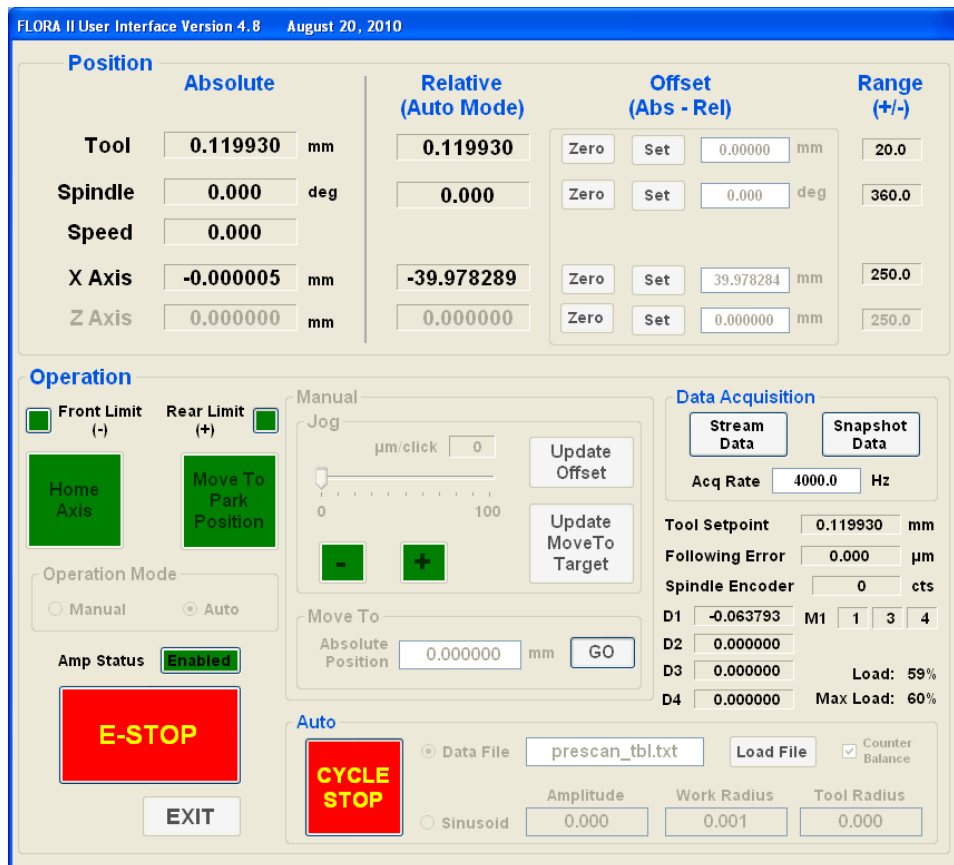 FLORA II User Interface Version 4.8 August 20, 2010
Position
Absolute
Relative
(Auto Mode)
Offset
(Abs - Rel)
Range
(+/-)
Tool 0.119930 mm 0.119930 Zero Set 0.00000 mm 20.0
Spindle 0.000 deg 0.000 Zero Set 0.000 deg 360.0
Speed 0.000
X Axis -0.000005 mm -39.978289 Zero Set 39.978284 mm 250.0
Z Axis 0.000000 mm 0.000000 Zero Set 0.000000 mm 250.0
Operation
Front Limit
(-)
Rear Limit
(+)
Home
Axis
Move To
Park
Position
Operation Mode
Manual Auto
Amp Status Enabled
E-STOP
EXIT
Manual
Jog
µm/click 0
0 100
- +
Update
Offset
Update
MoveTo
Target
Move To
Absolute
Position
0.000000 mm GO
Data Acquisition
Stream
Data
Snapshot
Data
Acq Rate 4000.0 Hz
Tool Setpoint 0.119930 mm
Following Error 0.000 µm
Spindle Encoder 0 cts
D1 -0.063793 M1 1 3 4
D2 0.000000
D3 0.000000 Load: 59%
D4 0.000000 Max Load: 60%
Auto
CYCLE
STOP
Data File prescan_tbl.txt Load File
Counter
Balance
Amplitude Work Radius Tool Radius
Sinusoid 0.000 0.001 0.000